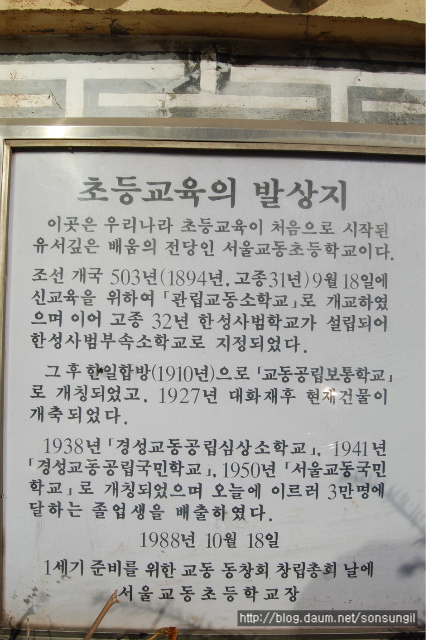 초등교육의 발상지
이곳은 우리나라 초등교육이 처음으로 시작된
유서깊은 배움의 전당인 서울교동초등학교이다.
조선 개국 503년(1894년, 고종31년)9월 18일에
신교육을 위하여 「관립교동소학교」로 개교하였
으며 이어 고종 32년 한성사범학교가 설립되어
한성사범부속소학교로 지정되었다.
그 후 한일합방(1910년)으로 「교동공립보통학교」
로 개칭되었고, 1927년 대화재후 현재건물이
개축되었다.
1938년 「경성교동공립심상소학교」, 1941년
「경성교동공립국민학교」, 1950년 「서울교동국민
학교」로 개칭되었으며 오늘에 이르러 3만명에
달하는 졸업생을 배출하였다.
1988년 10월 18일
1세기 준비를 위한 교동 동창회 창립총회 날에
서울교동초등학교장
http://blog.daum.net/sonsungil